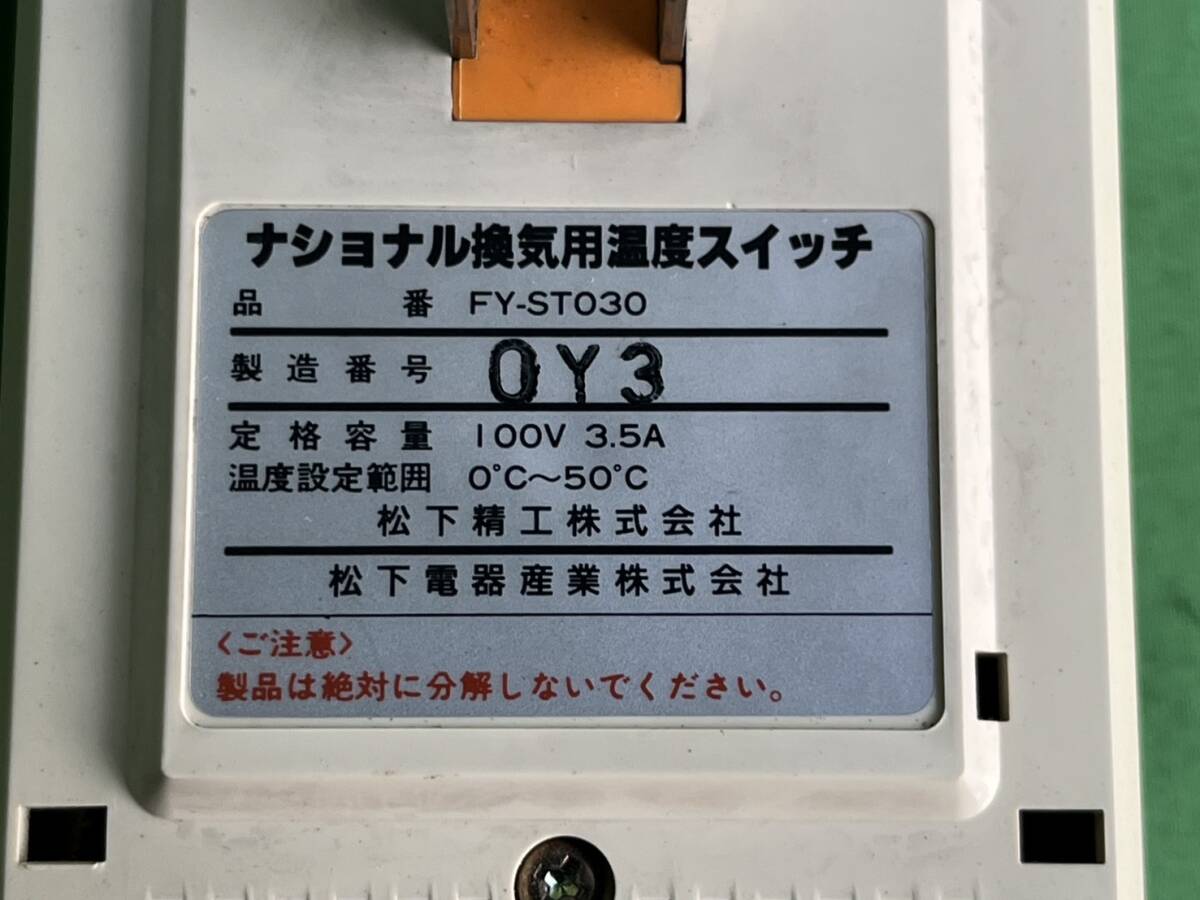 ナショナル換気用温度スイッチ
品番 FY-ST030
製造番号 0Y3
定格容量 100V 3.5A
温度設定範囲 0℃～50℃
松下精工株式会社
松下電器産業株式会社
〈ご注意〉
製品は絶対に分解しないでください。